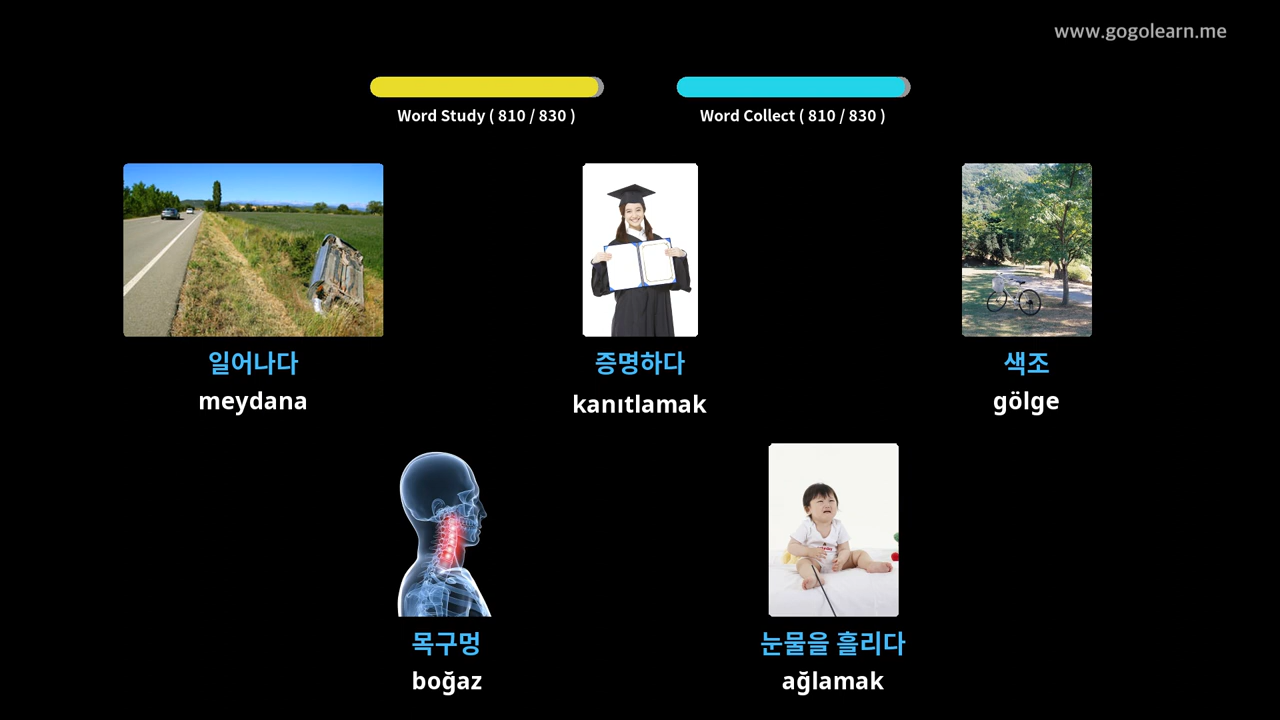 www.gogolearn.me
Word Study ( 810 / 830 )
Word Collect ( 810 / 830 )
일어나다
meydana
증명하다
kanıtlamak
색조
gölge
목구멍
boğaz
눈물을 흘리다
ağlamak